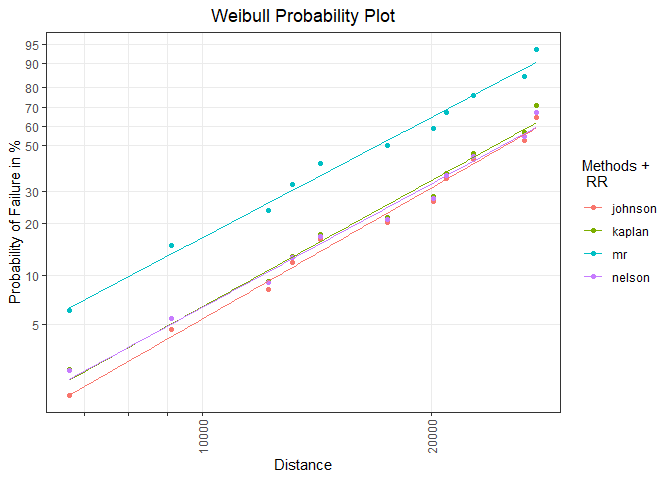 Weibull Probability Plot
Probability of Failure in %
95
90
80
70
60
50
30
20
10
5
10000
20000
Distance
Methods +
RR
johnson
kaplan
mr
nelson